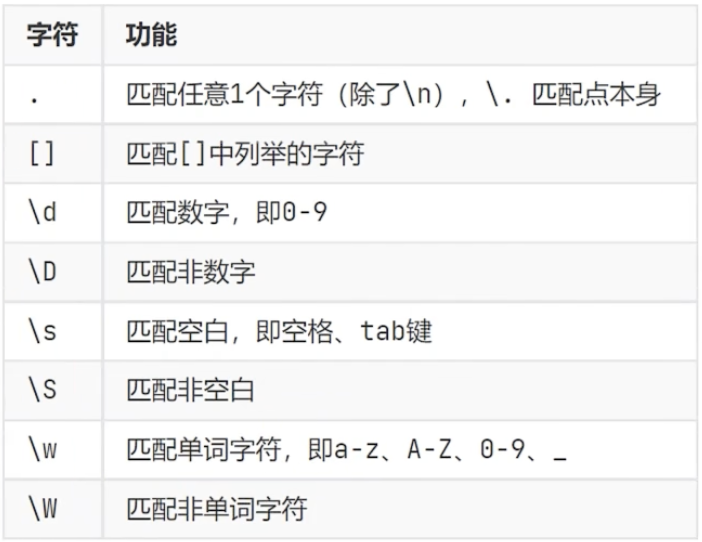 字符 功能
. 匹配任意1个字符（除了\n），\. 匹配点本身
[] 匹配[]中列举的字符
\d 匹配数字，即0-9
\D 匹配非数字
\s 匹配空白，即空格、tab键
\S 匹配非空白
\w 匹配单词字符，即a-z、A-Z、0-9、_
\W 匹配非单词字符